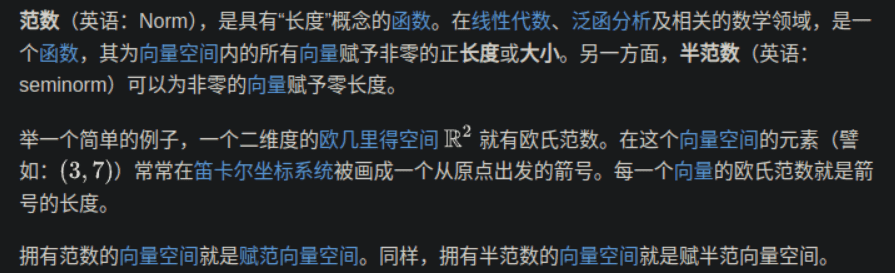 范数（英语：Norm），是具有“长度”概念的函数。在线性代数、泛函分析及相关的数学领域，是一
个函数，其为向量空间内的所有向量赋予非零的正长度或大小。另一方面，半范数（英语：
seminorm）可以为非零的向量赋予零长度。
举一个简单的例子，一个二维度的欧几里得空间 ℝ² 就有欧氏范数。在这个向量空间的元素（譬
如：(3, 7)）常常在笛卡尔坐标系统被画成一个从原点出发的箭号。每一个向量的欧氏范数就是箭
号的长度。
拥有范数的向量空间就是赋范向量空间。同样，拥有半范数的向量空间就是赋半范向量空间。